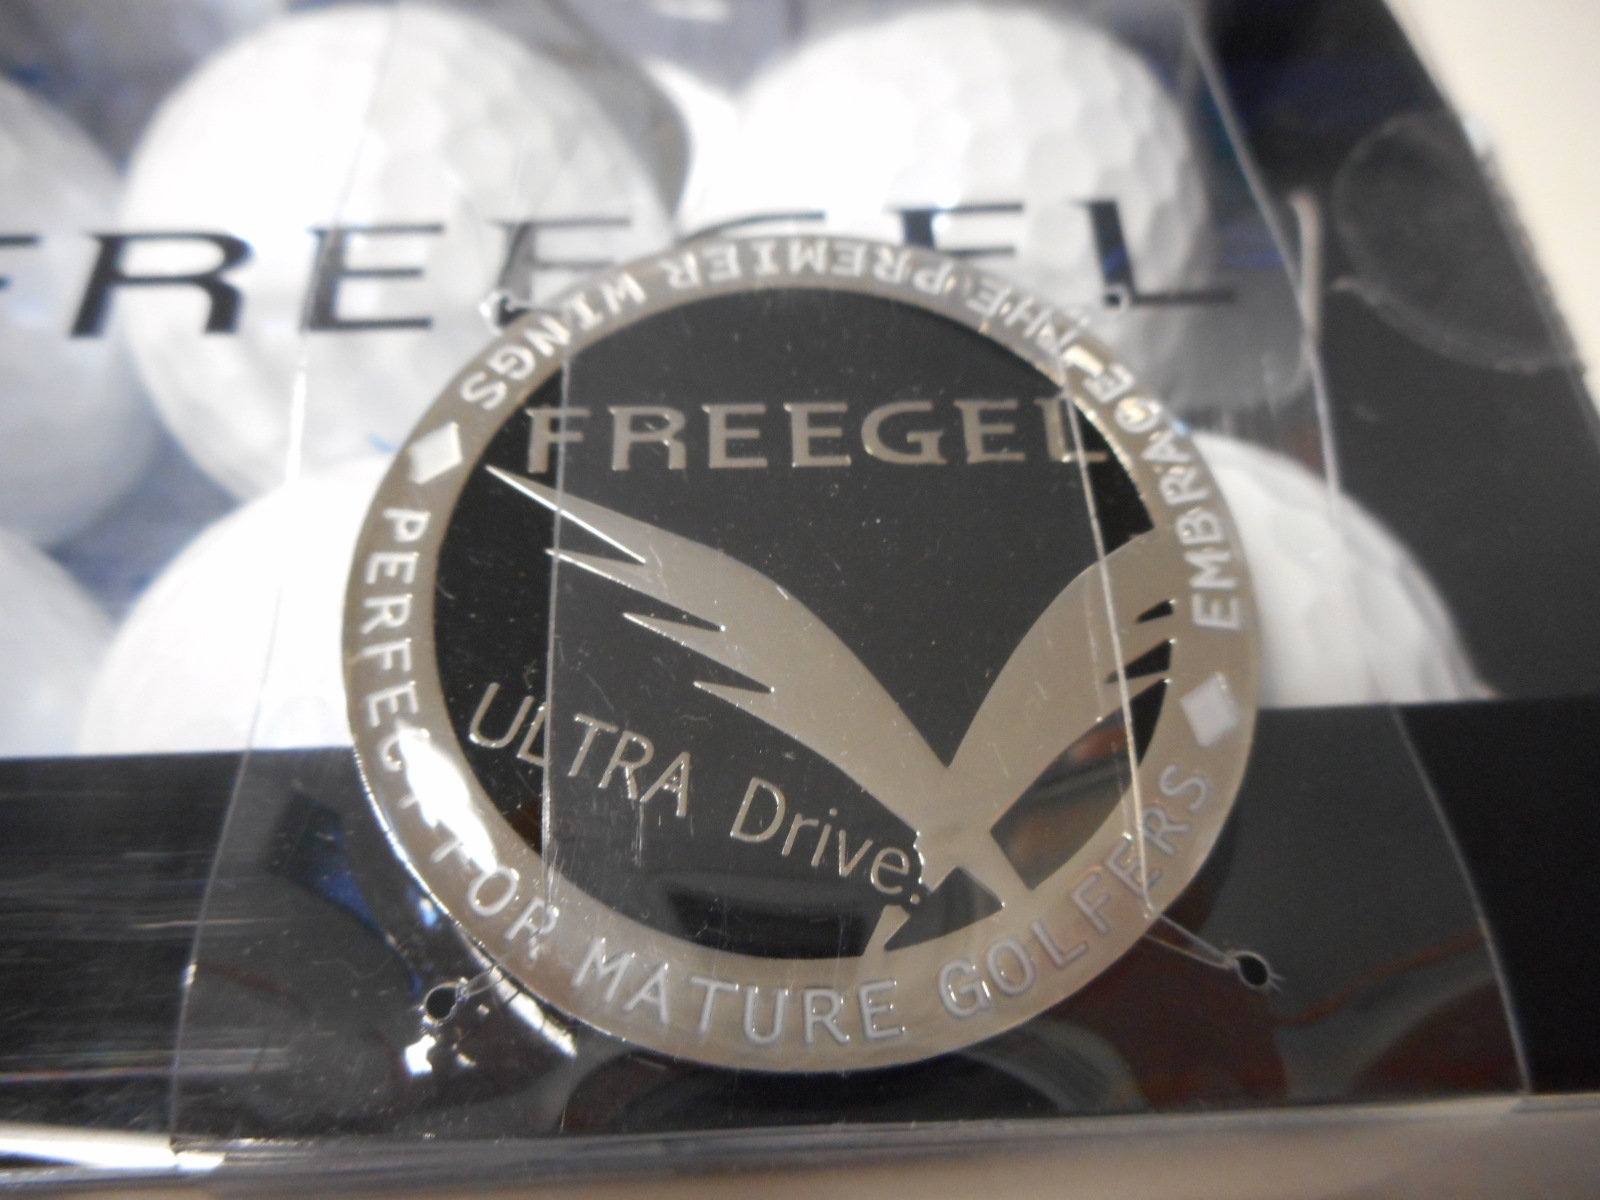 FREEGEL
EMBRACE THE PREMIER WINGS
FREEGEL
ULTRA Drive.
PERFECT FOR MATURE GOLFERS